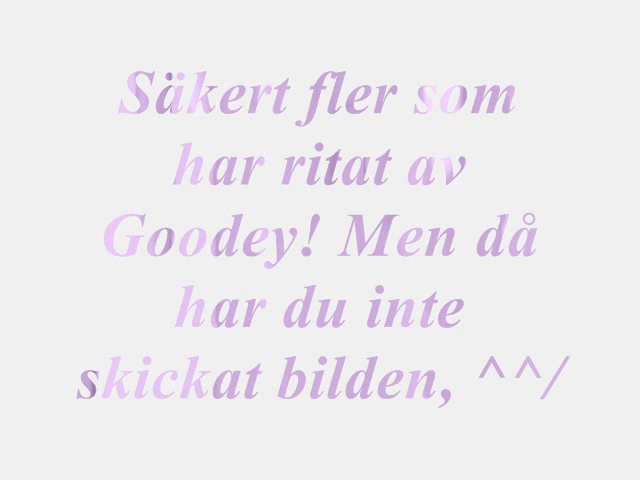 Säkert fler som
har ritat av
Goodey! Men då
har du inte
skickat bilden, ^^/